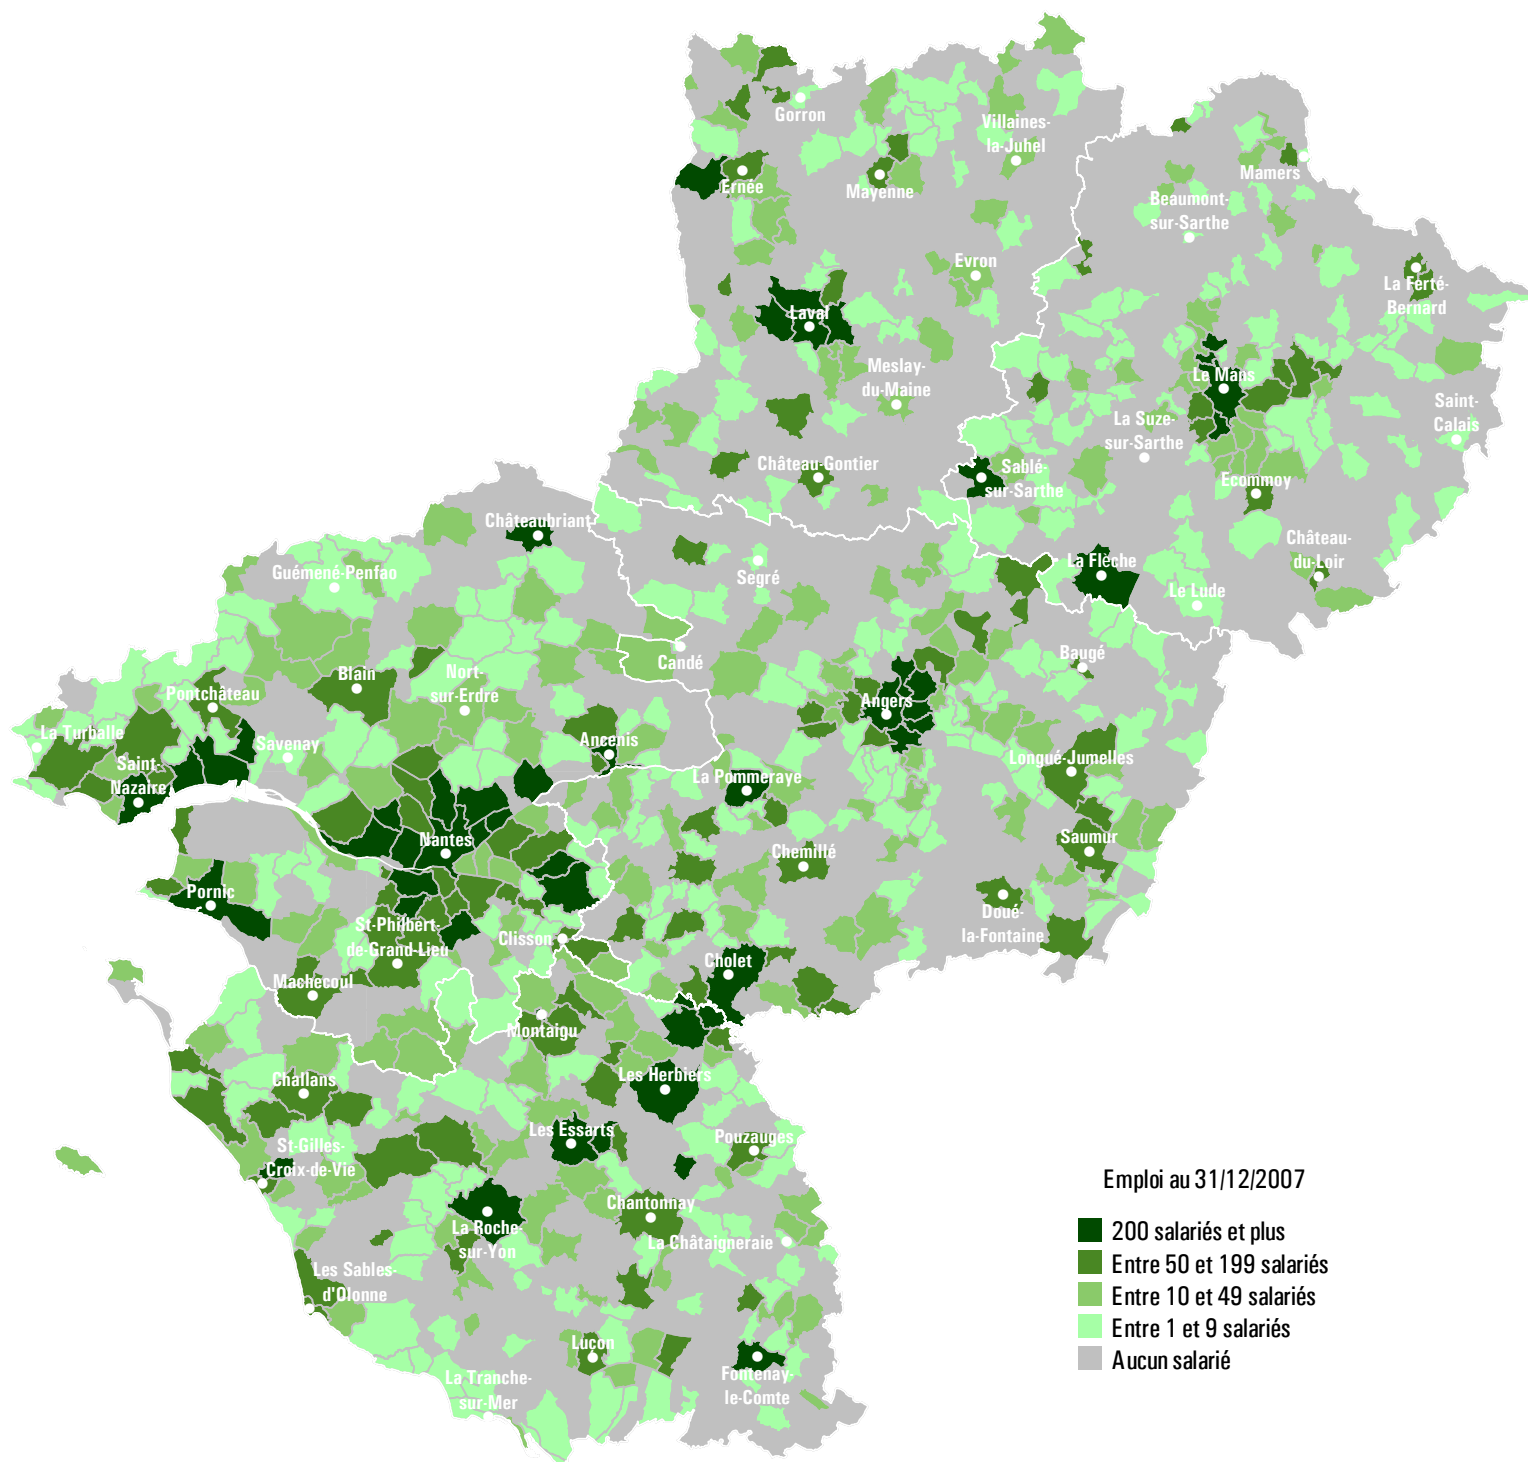 Gorron
Villaines-
la-Juhel
Mamers
Ernée
Mayenne
Beaumont-
sur-Sarthe
Evron
La Ferté-
Bernard
Laval
Meslay-
du-Maine
Le Mans
La Suze-
sur-Sarthe
Saint-
Calais
Château-Gontier
Sablé-
sur-Sarthe
Ecommoy
Châteaubriant
Segré
La Flèche
Château-
du-Loir
Guémené-Penfao
Le Lude
Candé
Baugé
Blain
Nort-
sur-Erdre
Pontchâteau
Angers
La Turballe
Savenay
Ancenis
Longué-Jumelles
Saint-
Nazaire
La Pommeraye
Nantes
Saumur
Chemillé
Pornic
St-Philbert-
de-Grand-Lieu
Clisson
Doué-
la-Fontaine
Cholet
Machecoul
Montaigu
Challans
Les Herbiers
Les Essarts
Pouzauges
St-Gilles-
Croix-de-Vie
La Roche-
sur-Yon
Chantonnay
La Châtaigneraie
Les Sables-
d'Olonne
Luçon
La Tranche-
sur-Mer
Fontenay-
le-Comte
Emploi au 31/12/2007
200 salariés et plus
Entre 50 et 199 salariés
Entre 10 et 49 salariés
Entre 1 et 9 salariés
Aucun salarié